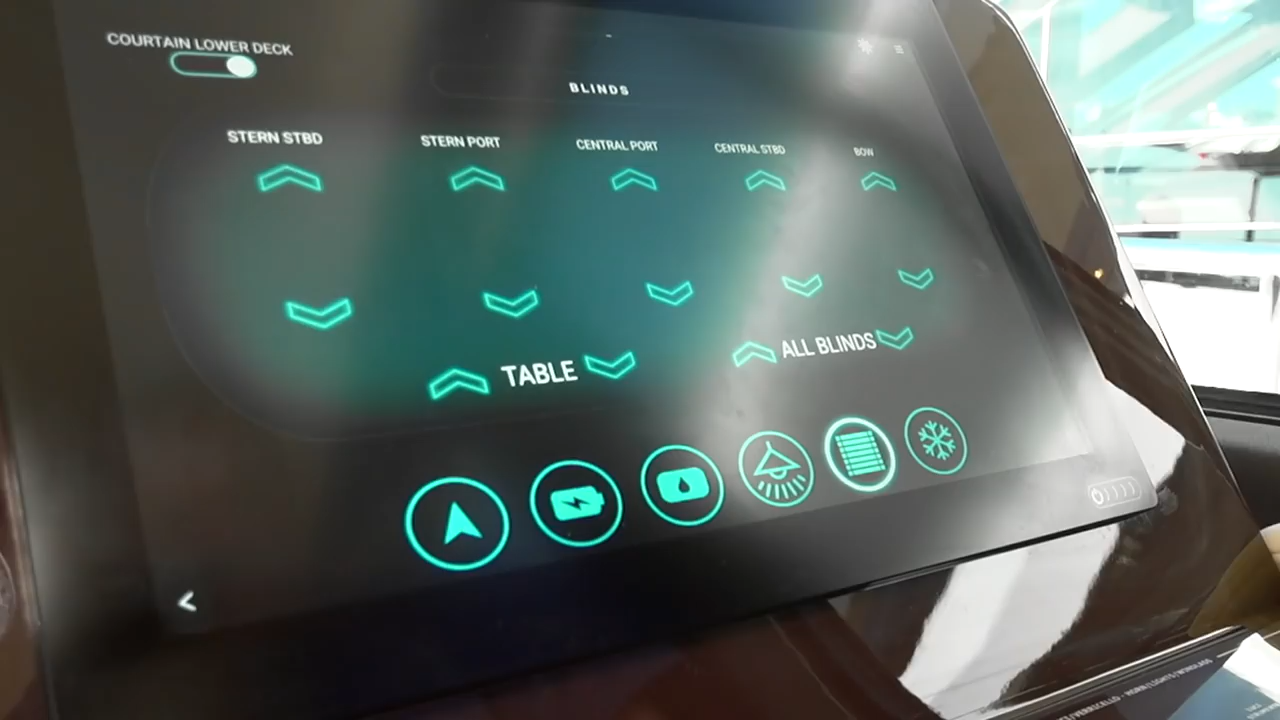 COURTAIN LOWER DECK
BLINDS
STERN STBD
STERN PORT
CENTRAL PORT
CENTRAL STBD
BOW
TABLE
ALL BLINDS